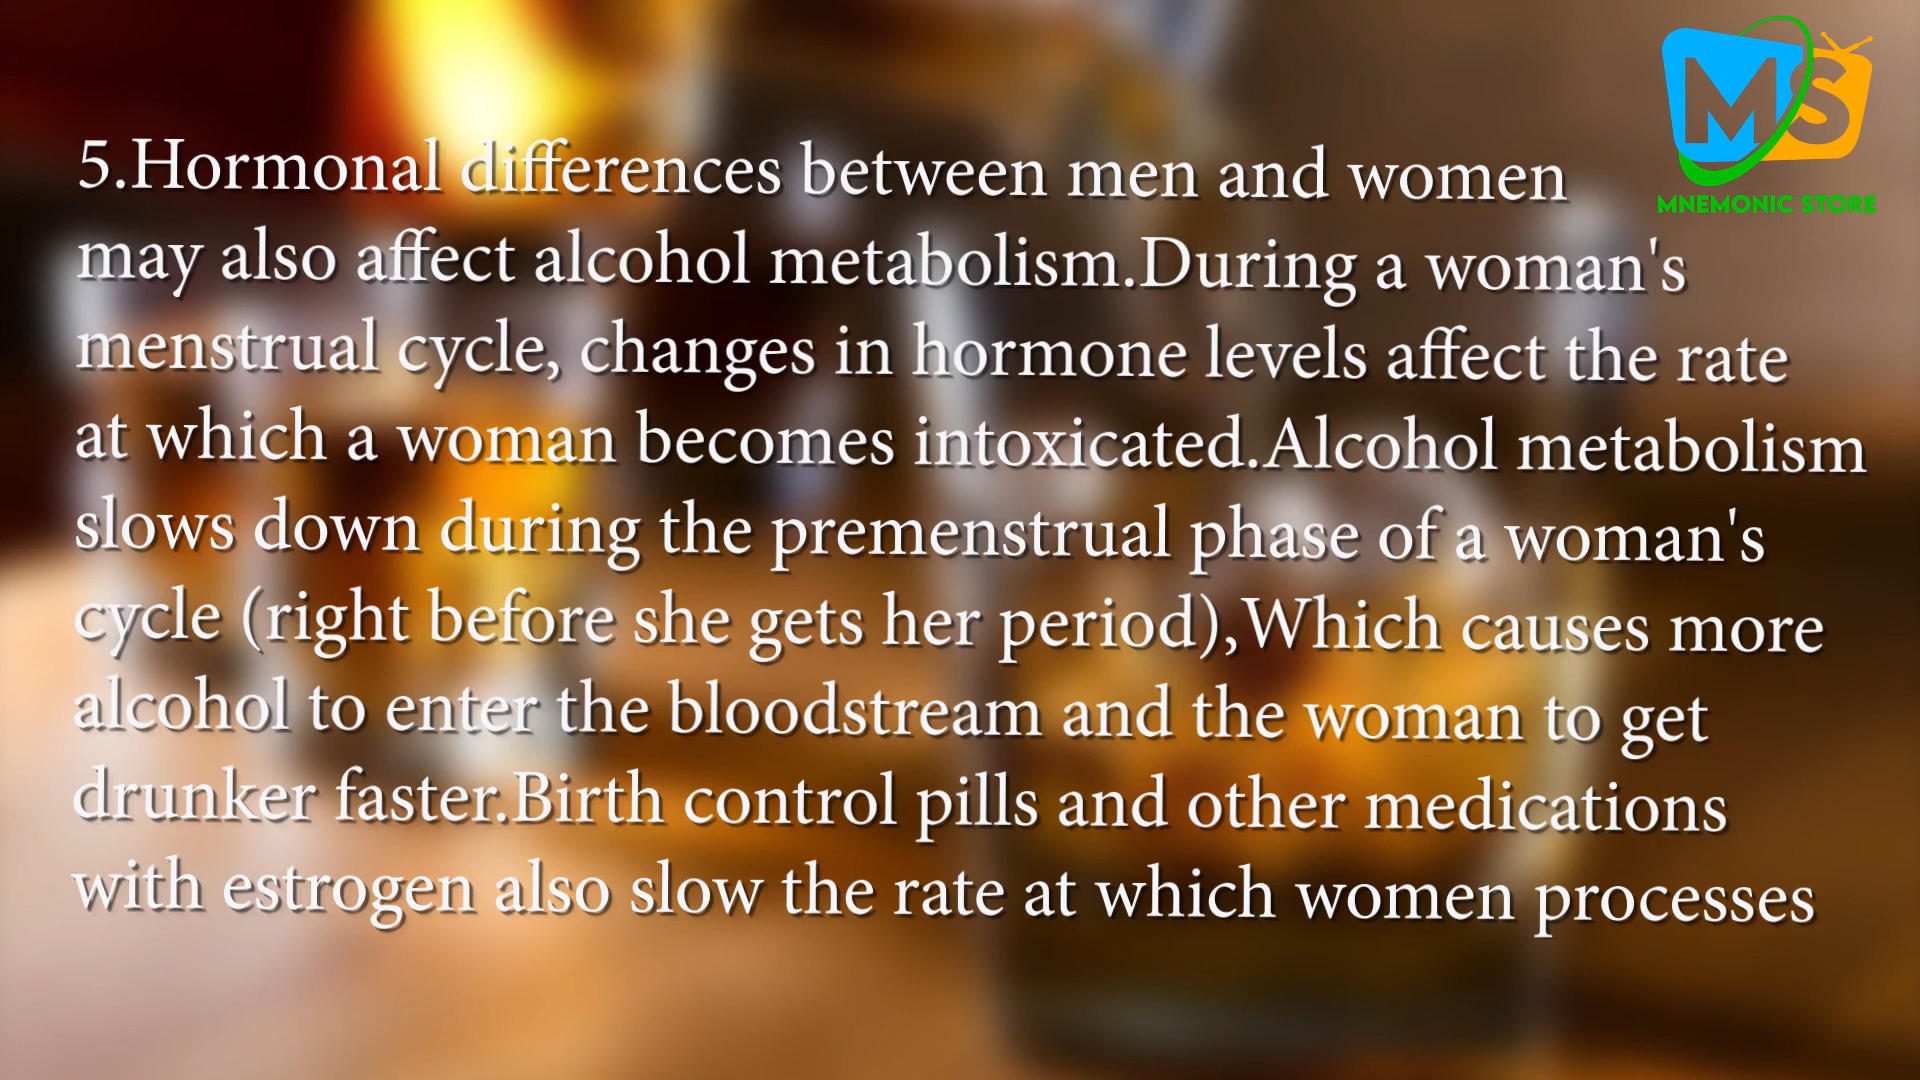 MS
MNEMONIC STORE
5.Hormonal differences between men and women
may also affect alcohol metabolism.During a woman's
menstrual cycle, changes in hormone levels affect the rate
at which a woman becomes intoxicated.Alcohol metabolism
slows down during the premenstrual phase of a woman's
cycle (right before she gets her period),Which causes more
alcohol to enter the bloodstream and the woman to get
drunker faster.Birth control pills and other medications
with estrogen also slow the rate at which women processes